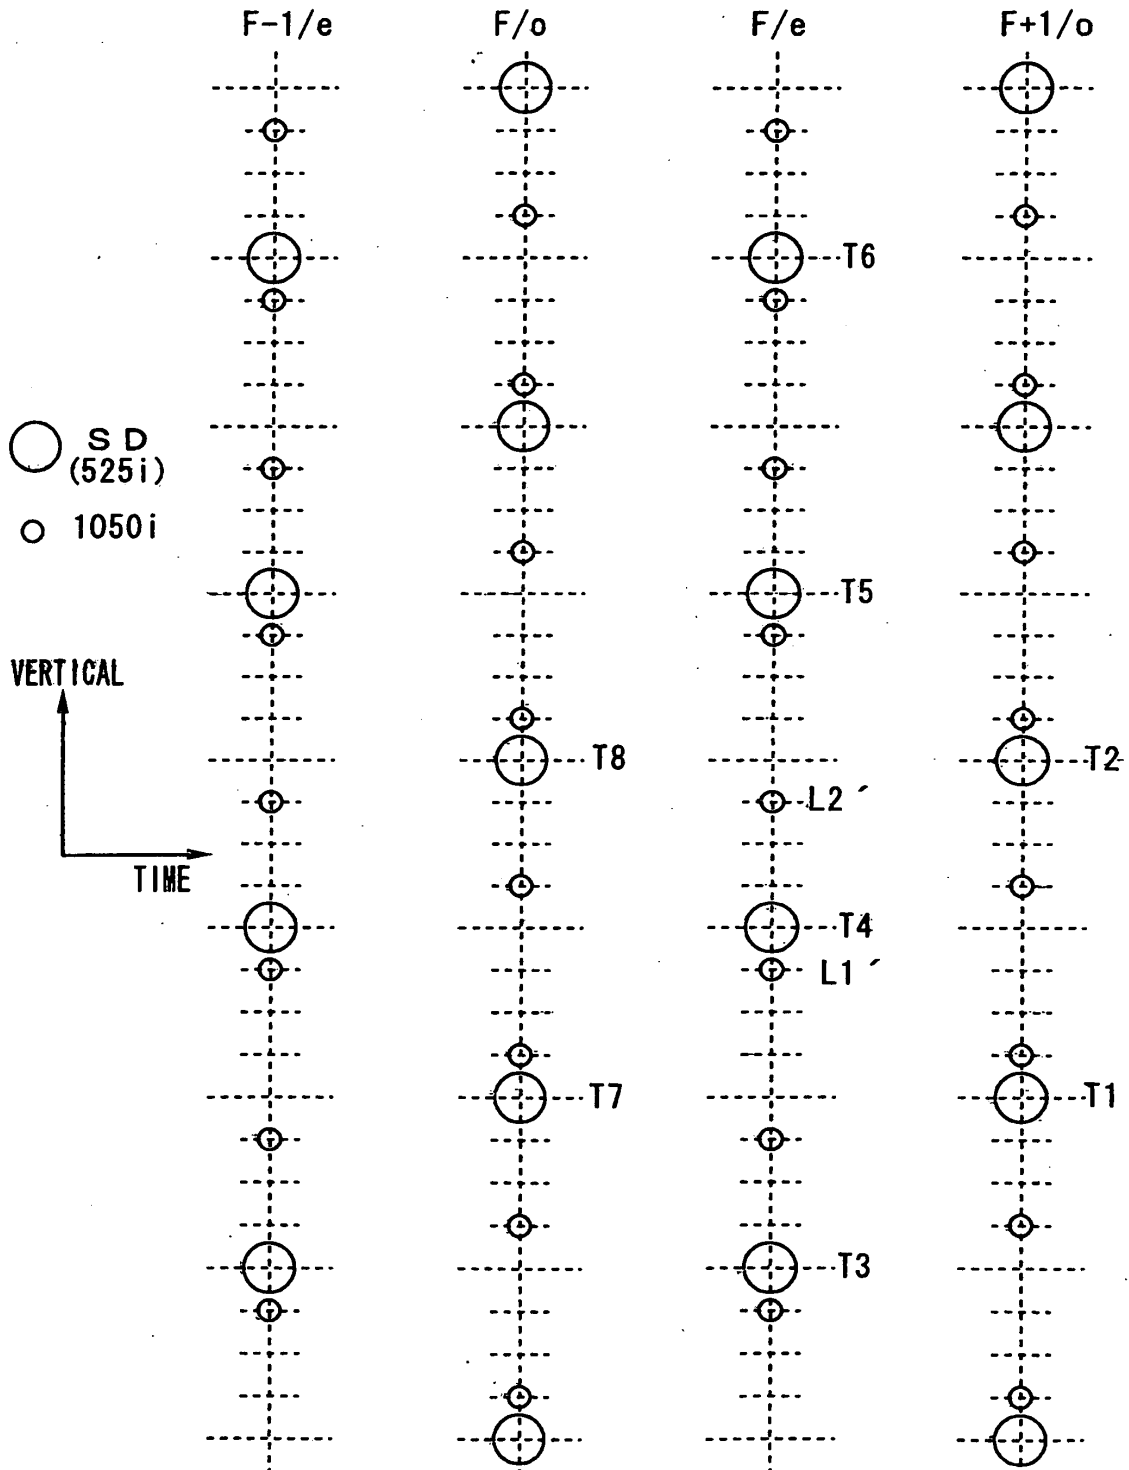 F-1/e F/o F/e F+1/o
T6
SD
(525i)
1050i
T5
VERTICAL
T8 T2
L2´
TIME
T4
L1´
T7 T1
T3